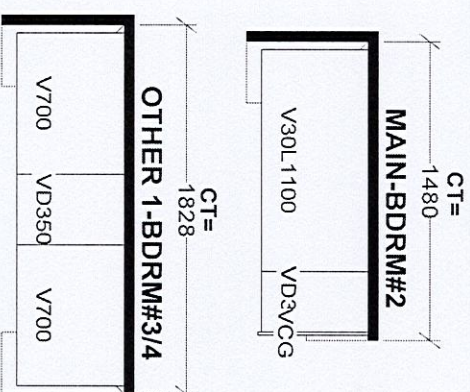 CT=
1480
MAIN-BDRM#2
V30L1100
VD3VCG
CT=
1828
OTHER 1-BDRM#3/4
V700
VD350
V700